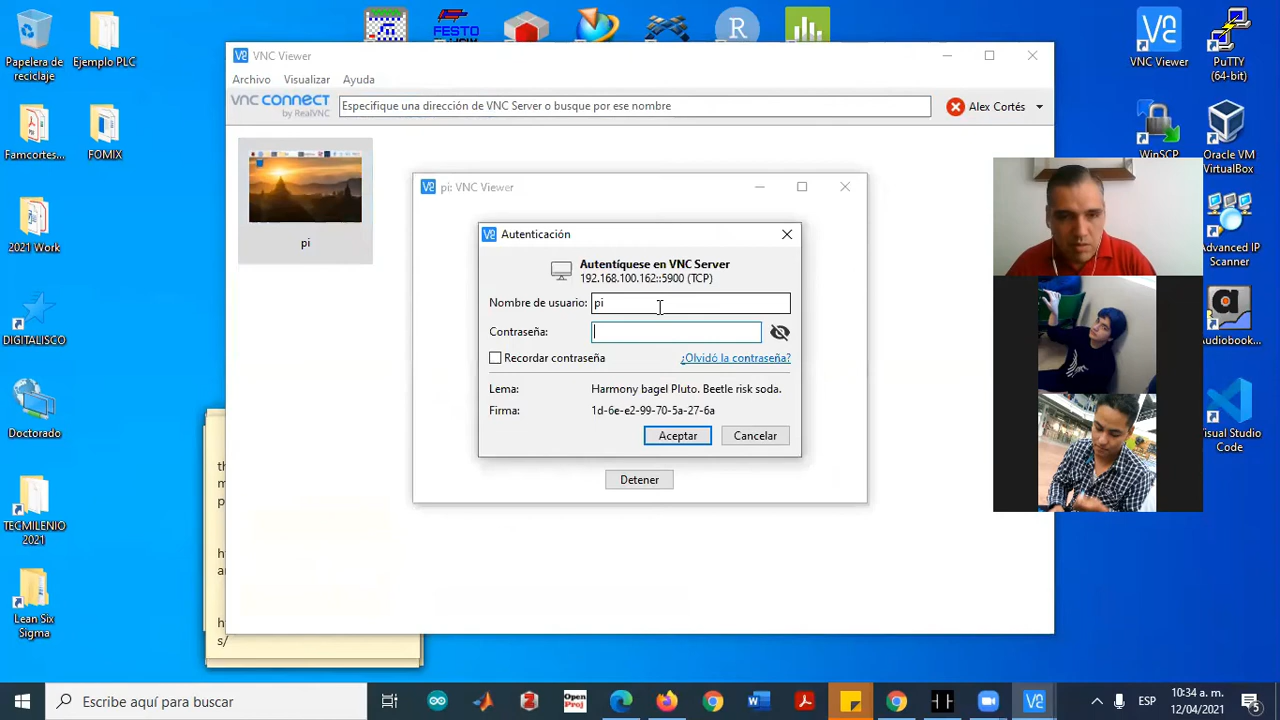 Papelera de
reciclaje
Ejemplo PLC
FESTO
R
VNC Viewer
PuTTY
(64-bit)
VNC Viewer
Archivo
Visualizar
Ayuda
VNC CONNECT
by RealVNC
Especifique una dirección de VNC Server o busque por ese nombre
Alex Cortés
Famcortes...
FOMIX
WinSCP
Oracle VM
VirtualBox
pi
pi: VNC Viewer
Autenticación
Autentíquese en VNC Server
192.168.100.162::5900 (TCP)
Nombre de usuario:
pi
Contraseña:
Recordar contraseña
¿Olvidó la contraseña?
Lema:
Harmony bagel Pluto. Beetle risk soda.
Firma:
1d-6e-e2-99-70-5a-27-6a
Aceptar
Cancelar
Detener
2021 Work
Advanced IP
Scanner
DIGITALISCO
Audiobook...
Doctorado
Visual Studio
Code
th
m
p
TECMILENIO
2021
Lean Six
Sigma
s/
Escribe aquí para buscar
Open
Proj
ESP
10:34 a. m.
12/04/2021
5